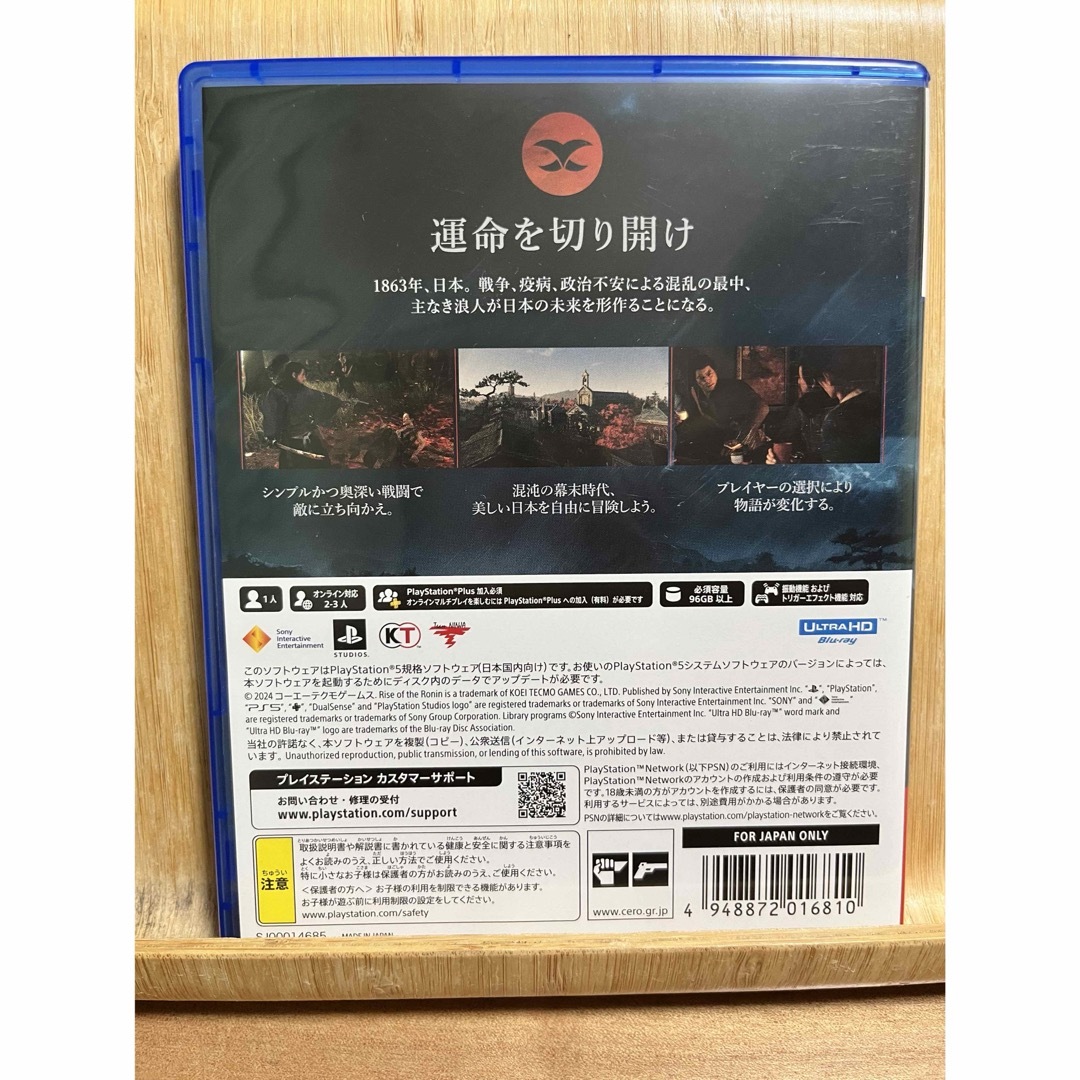 運命を切り開け
1863年、日本。戦争、疫病、政治不安による混乱の最中、
主なき浪人が日本の未来を形作ることになる。
シンプルかつ奥深い戦闘で
敵に立ち向かえ。
混沌の幕末時代、
美しい日本を自由に冒険しよう。
プレイヤーの選択により
物語が変化する。
1人
オンライン対応
2-3人
PlayStation®Plus 加入必須
オンラインマルチプレイを楽しむには PlayStation®Plus への加入（有料）が必要です
必須容量
96GB 以上
振動機能 および
トリガーエフェクト機能 対応
Sony
Interactive
Entertainment
STUDIOS
KT
Team NINJA
ULTRA HD
Blu-ray™
このソフトウェアはPlayStation®5規格ソフトウェア(日本国内向け)です。お使いのPlayStation®5システムソフトウェアのバージョンによっては、
本ソフトウェアを起動するためにディスク内のデータでアップデートが必要です。
© 2024 コーエーテクモゲームス. Rise of the Ronin is a trademark of KOEI TECMO GAMES CO., LTD. Published by Sony Interactive Entertainment Inc. "", "PlayStation",
"PS5", "", "DualSense" and "PlayStation Studios logo" are registered trademarks or trademarks of Sony Interactive Entertainment Inc. "SONY" and ""
are registered trademarks or trademarks of Sony Group Corporation. Library programs ©Sony Interactive Entertainment Inc. "Ultra HD Blu-ray™" word mark and
"Ultra HD Blu-ray™" logo are trademarks of the Blu-ray Disc Association.
当社の許諾なく、本ソフトウェアを複製(コピー)、公衆送信(インターネット上アップロード等)、または貸与することは、法律により禁止されて
います。Unauthorized reproduction, public transmission, or lending of this software, is prohibited by law.
プレイステーション カスタマーサポート
お問い合わせ・修理の受付
www.playstation.com/support
PlayStation™Network（以下PSN）のご利用にはインターネット接続環境、
PlayStation™Networkのアカウントの作成および利用条件の遵守が必要
です。18歳未満の方がアカウントを作成するには、保護者の同意が必要です。
利用するサービスによっては、別途費用がかかる場合があります。
PSNの詳細についてはwww.playstation.com/playstation-networkをご覧ください。
ちゅうい
注意
取扱説明書や解説書に書かれている健康と安全に関する注意事項を
よくお読みのうえ、正しい方法でご使用ください。
特に小さなお子様は保護者の方がお読みのうえ、ご使用ください。
＜保護者の方へ＞お子様の利用を制限できる機能があります。
お子様が遊ぶ前に利用制限の設定をしてください。
www.playstation.com/safety
www.cero.gr.jp
FOR JAPAN ONLY
4 948872 016810
SJ00014685 MADE IN JAPAN